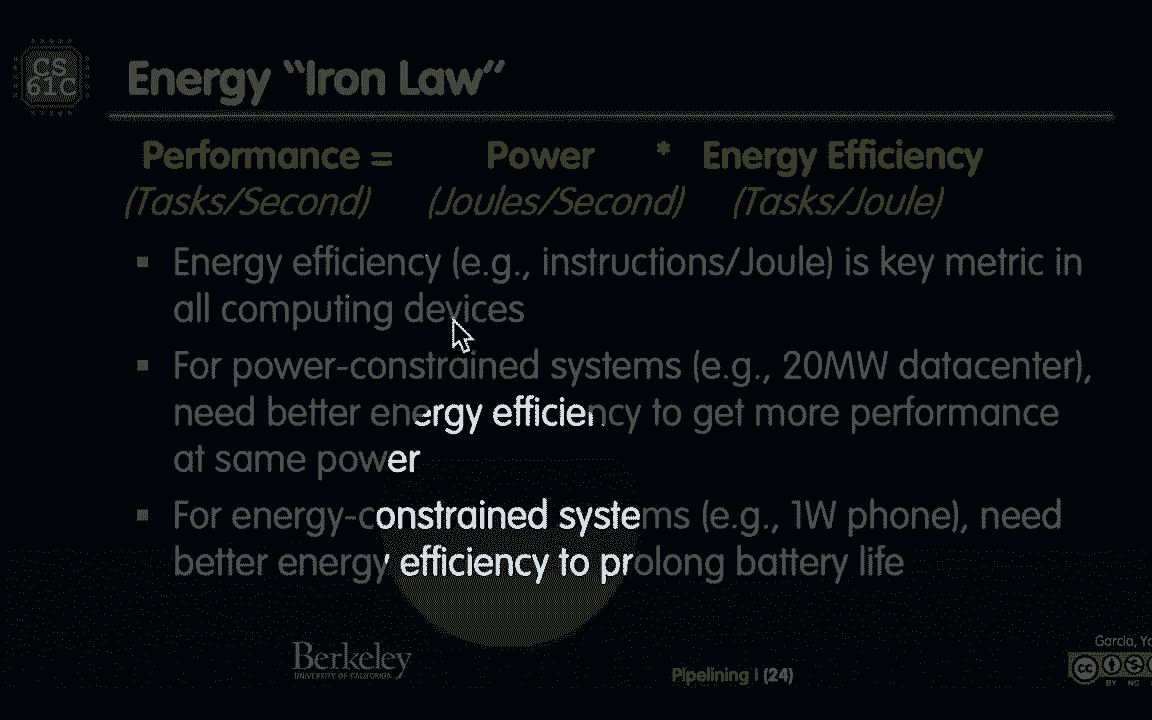 CS
61C
Energy “Iron Law”
Performance = Power * Energy Efficiency
(Tasks/Second) (Joules/Second) (Tasks/Joule)
▪ Energy efficiency (e.g., instructions/Joule) is key metric in
all computing devices
▪ For power-constrained systems (e.g., 20MW datacenter),
need better energy efficiency to get more performance
at same power
▪ For energy-constrained systems (e.g., 1W phone), need
better energy efficiency to prolong battery life
Berkeley
UNIVERSITY OF CALIFORNIA
Pipelining I (24)
Garcia, Yo
cc
BY NC